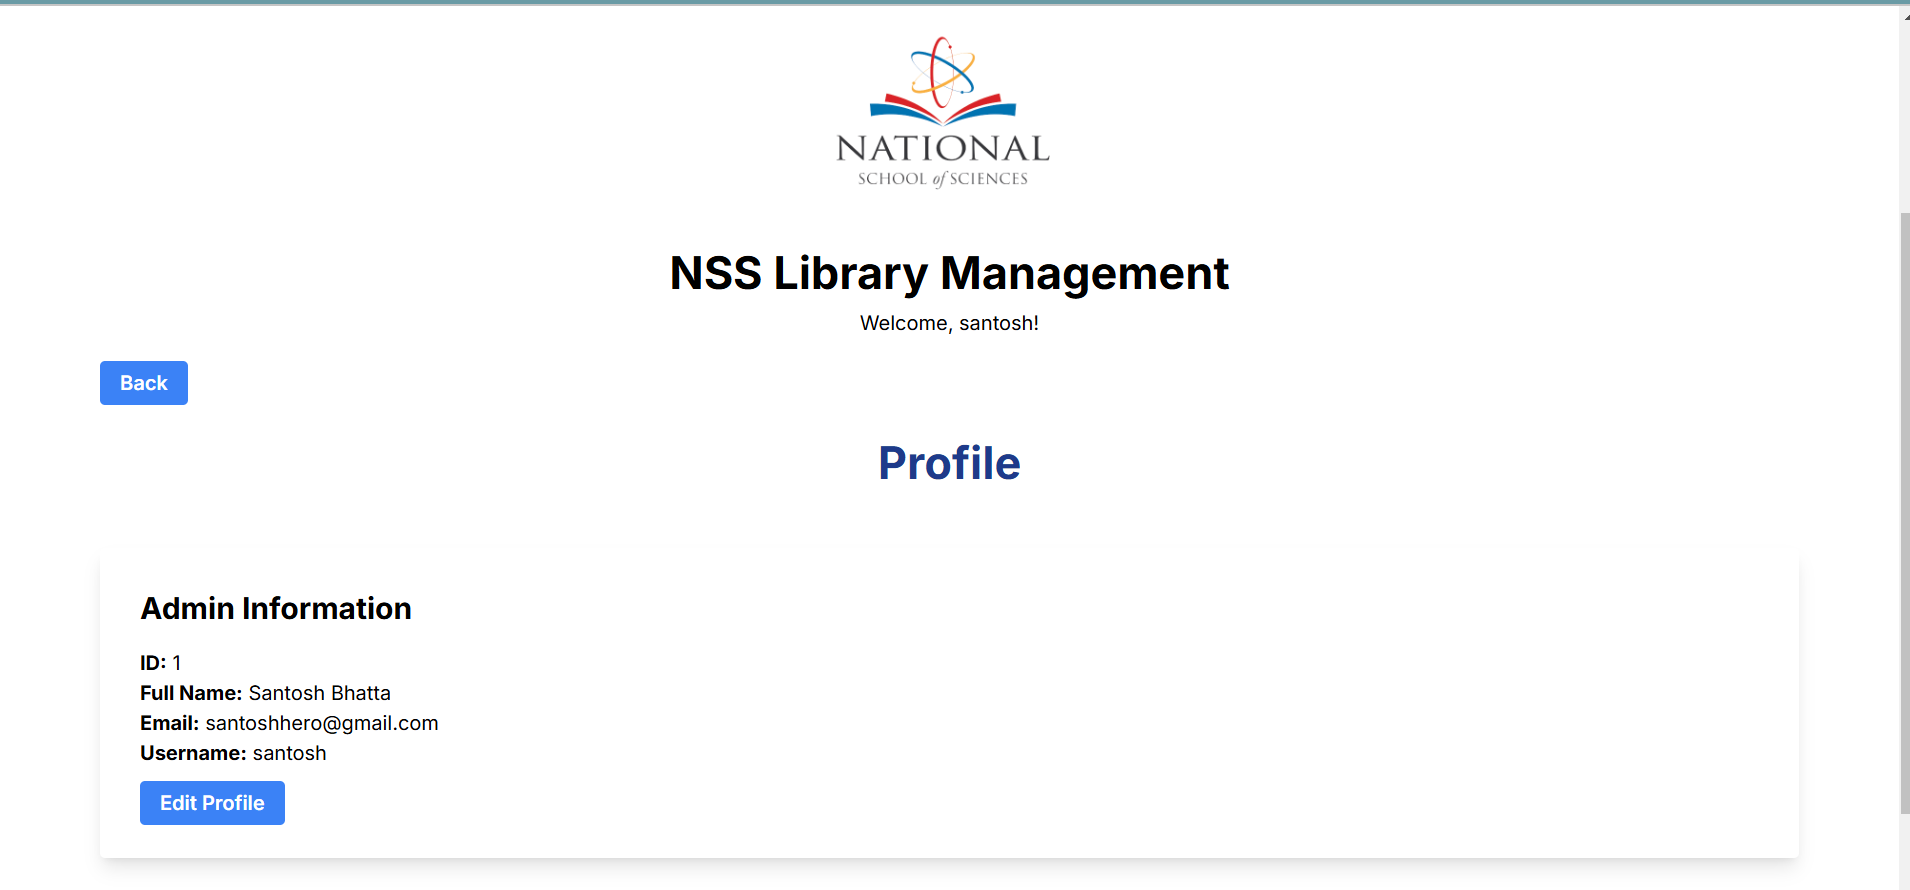 NATIONAL
SCHOOL of SCIENCES
NSS Library Management
Welcome, santosh!
Back
Profile
Admin Information
ID: 1
Full Name: Santosh Bhatta
Email: santoshhero@gmail.com
Username: santosh
Edit Profile